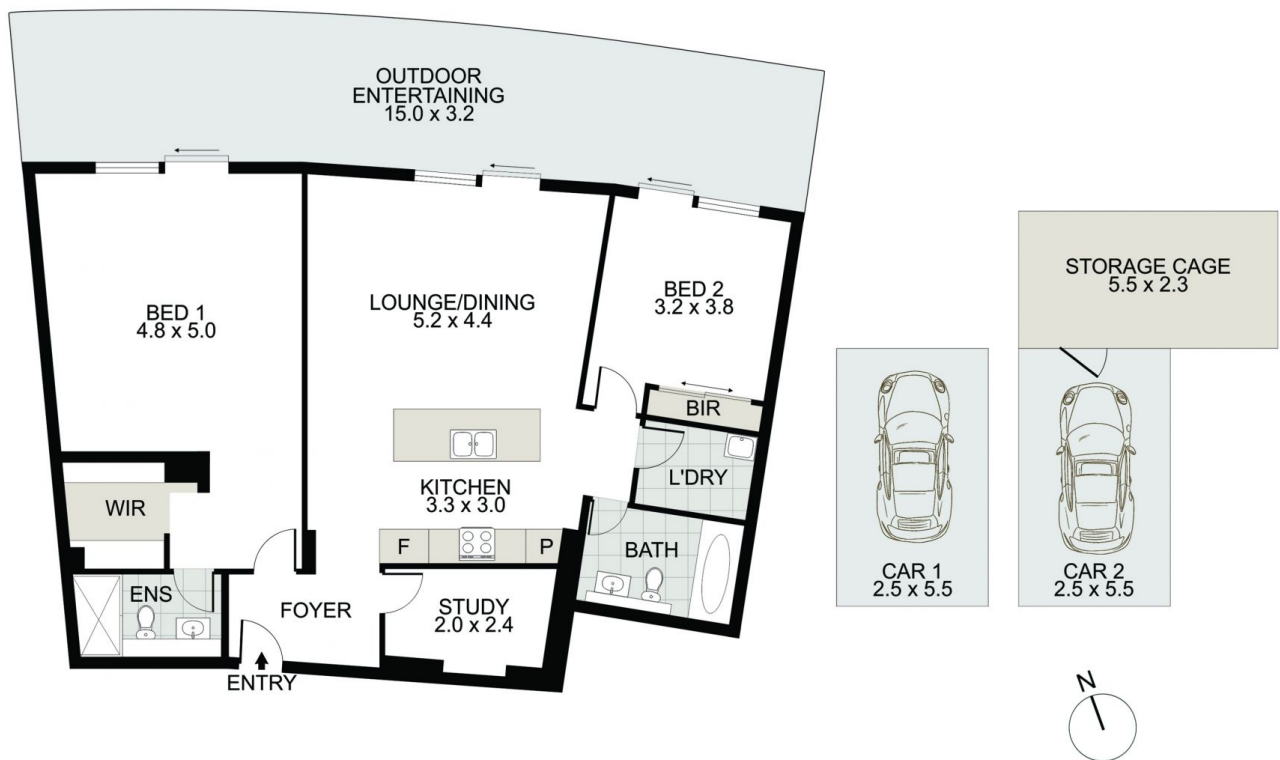 OUTDOOR
ENTERTAINING
15.0 x 3.2
BED 1
4.8 x 5.0
LOUNGE/DINING
5.2 x 4.4
BED 2
3.2 x 3.8
BIR
L'DRY
KITCHEN
3.3 x 3.0
WIR
F
P
BATH
ENS
FOYER
STUDY
2.0 x 2.4
ENTRY
STORAGE CAGE
5.5 x 2.3
CAR 1
2.5 x 5.5
CAR 2
2.5 x 5.5
N